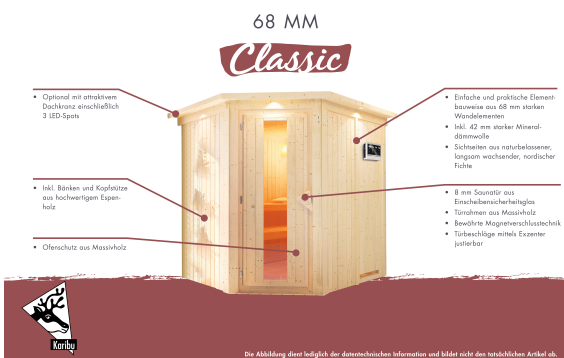 68 MM
Classic
• Optional mit attraktivem
Dachkranz einschließlich
3 LED-Spots
• Inkl. Bänken und Kopfstütze
aus hochwertigem Espen-
holz
• Ofenschutz aus Massivholz
• Einfache und praktische Element-
bauweise aus 68 mm starken
Wandelementen
• Inkl. 42 mm starker Mineral-
dämmwolle
• Sichtseiten aus naturbelassener,
langsam wachsender, nordischer
Fichte
• 8 mm Saunatür aus
Einscheibensicherheitsglas
• Türrahmen aus Massivholz
• Bewährte Magnetverschlusstechnik
• Türbeschläge mittels Exzenter
justierbar
Karibu
Die Abbildung dient lediglich der datentechnischen Information und bildet nicht den tatsächlichen Artikel ab.